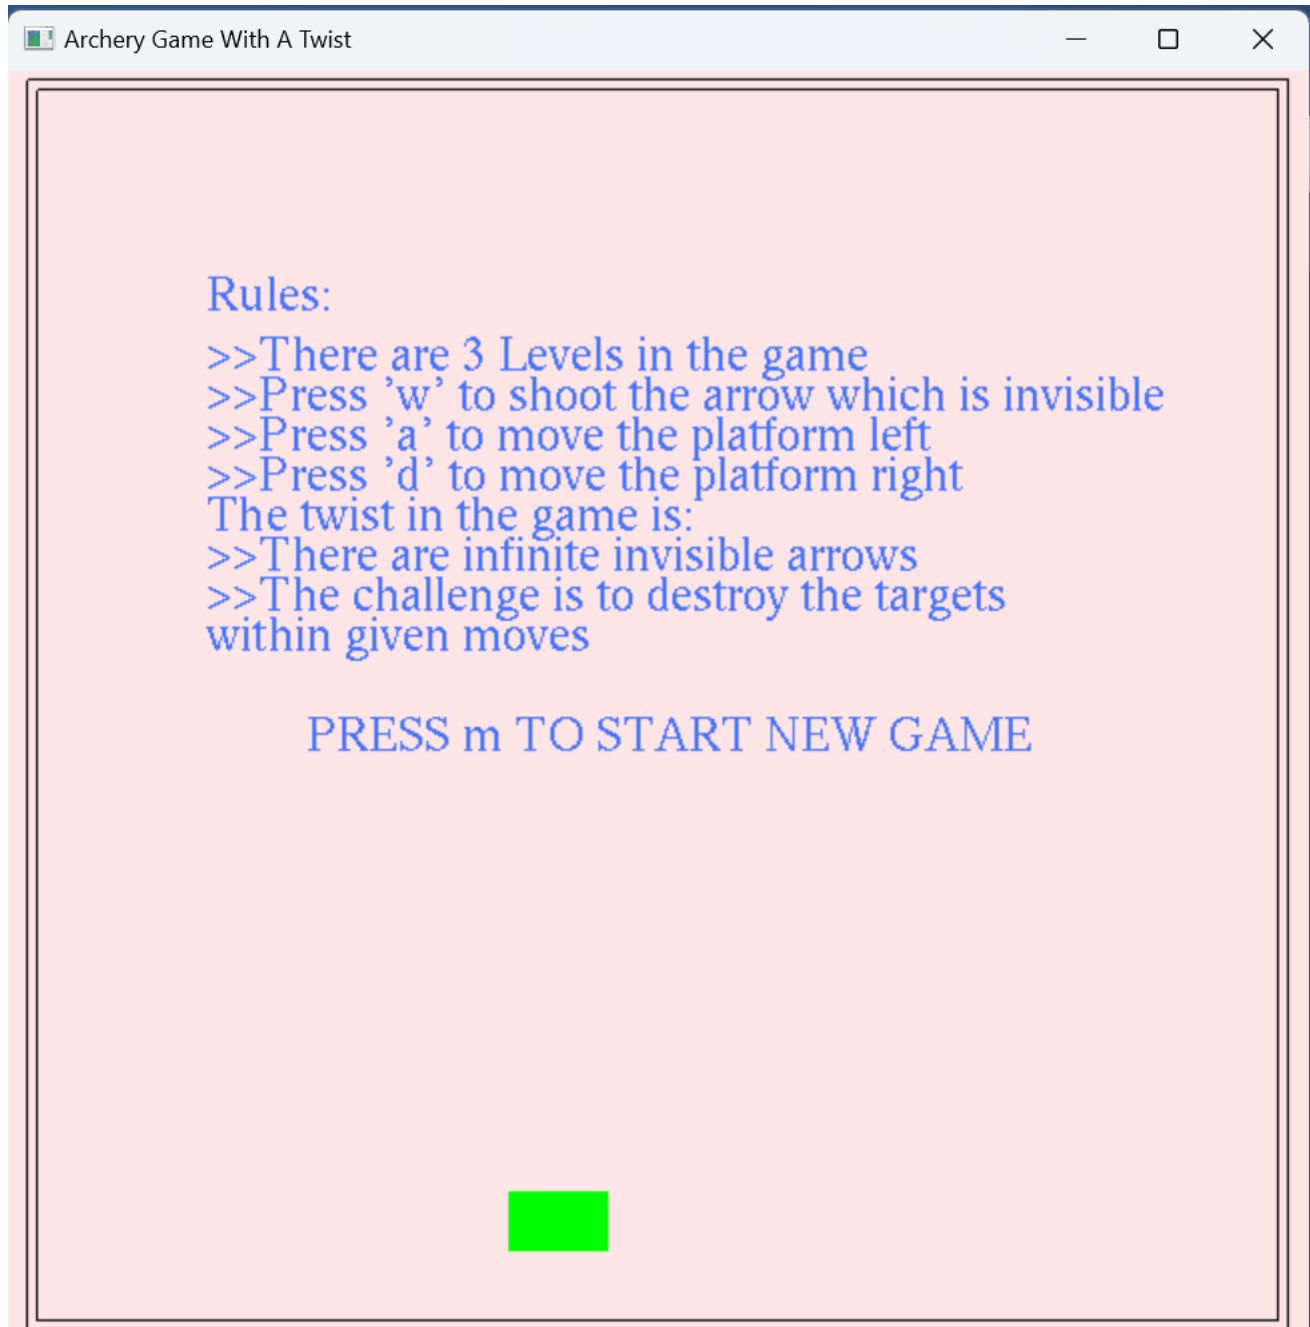 Archery Game With A Twist
Rules:
>>There are 3 Levels in the game
>>Press 'w' to shoot the arrow which is invisible
>>Press 'a' to move the platform left
>>Press 'd' to move the platform right
The twist in the game is:
>>There are infinite invisible arrows
>>The challenge is to destroy the targets
within given moves
PRESS m TO START NEW GAME